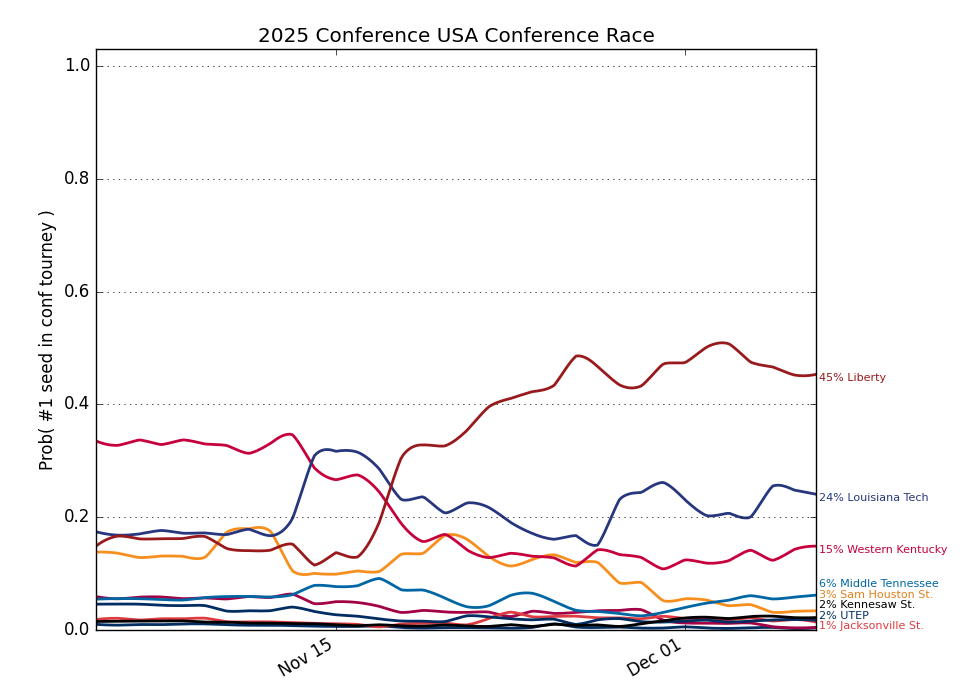 2025 Conference USA Conference Race
Prob( #1 seed in conf tourney )
1.0
0.8
0.6
0.4
0.2
0.0
Nov 15
Dec 01
45% Liberty
24% Louisiana Tech
15% Western Kentucky
6% Middle Tennessee
3% Sam Houston St.
2% Kennesaw St.
2% UTEP
1% Jacksonville St.